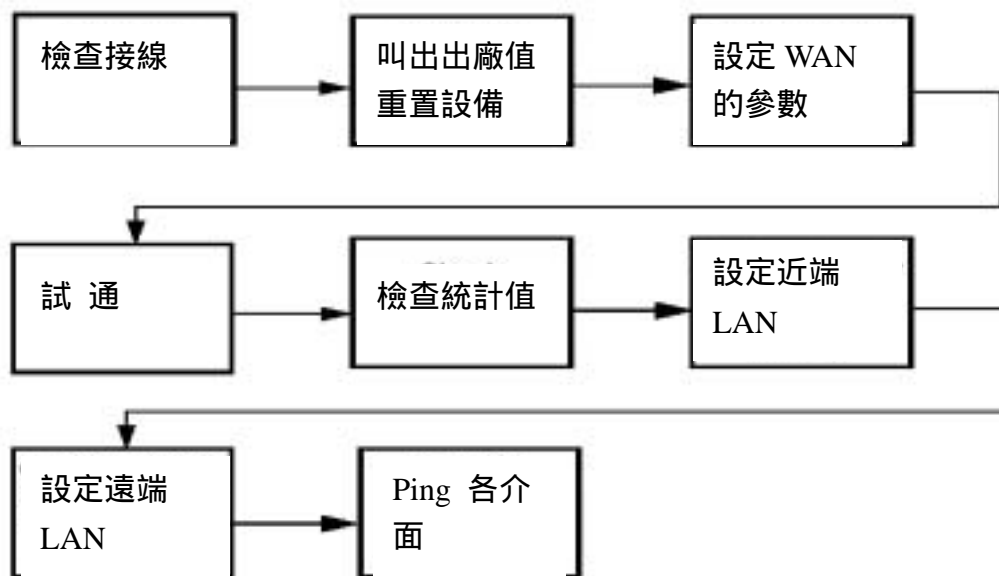 檢查接線
叫出出廠值
重置設備
設定 WAN
的參數
試 通
檢查統計值
設定近端
LAN
設定遠端
LAN
Ping 各介
面